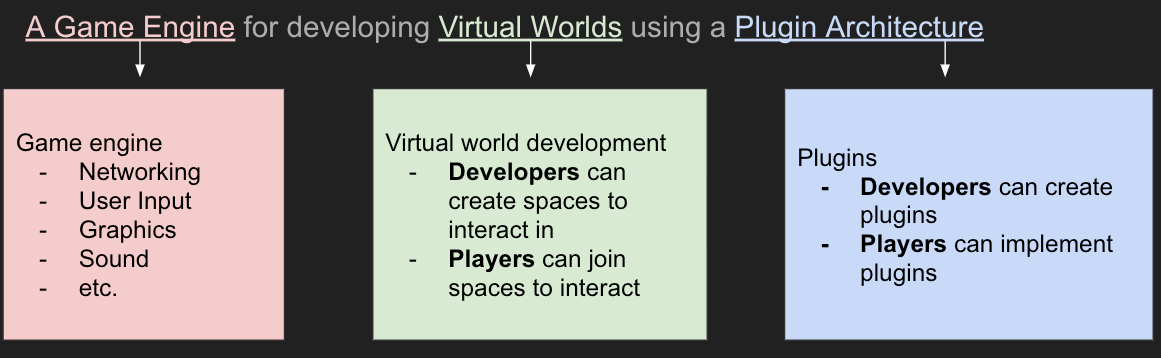 A Game Engine for developing Virtual Worlds using a Plugin Architecture
Game engine
- Networking
- User Input
- Graphics
- Sound
- etc.
Virtual world development
- Developers can
create spaces to
interact in
- Players can join
spaces to interact
Plugins
- Developers can create
plugins
- Players can implement
plugins